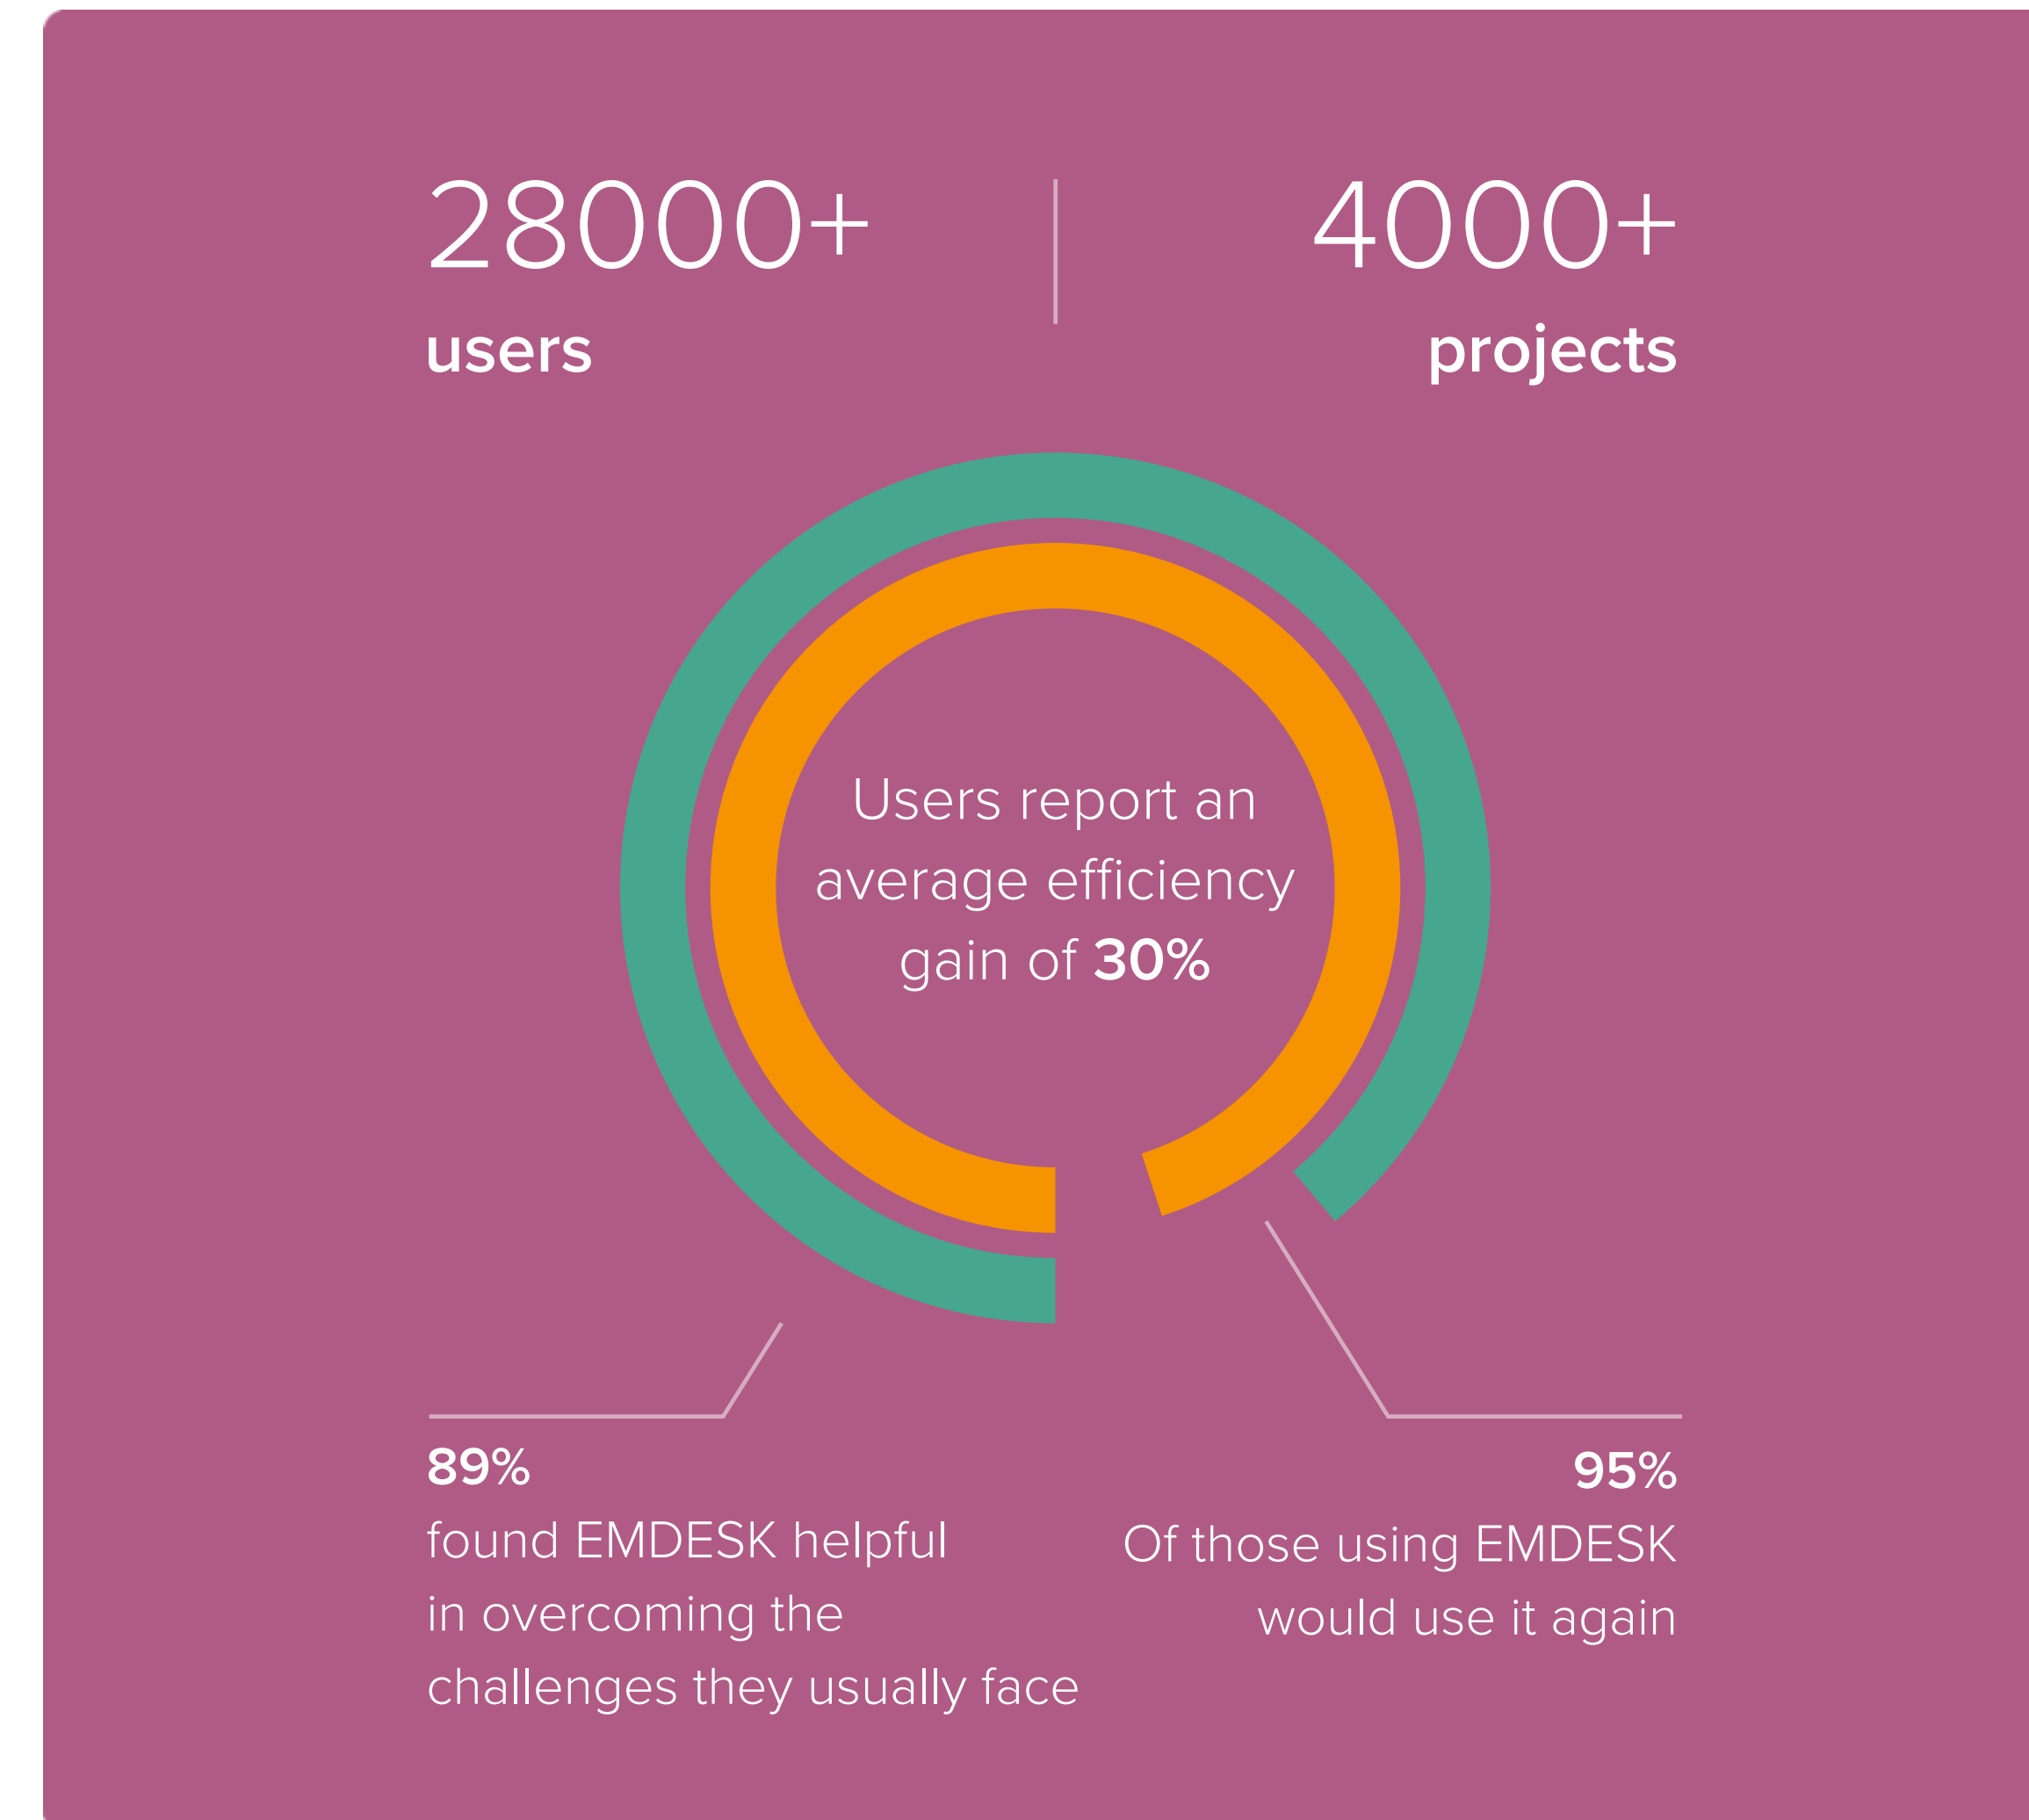 28000+
users
4000+
projects
Users report an
average efficiency
gain of 30%
89%
found EMDESK helpful
in overcoming the
challenges they usually face
95%
Of those using EMDESK
would use it again